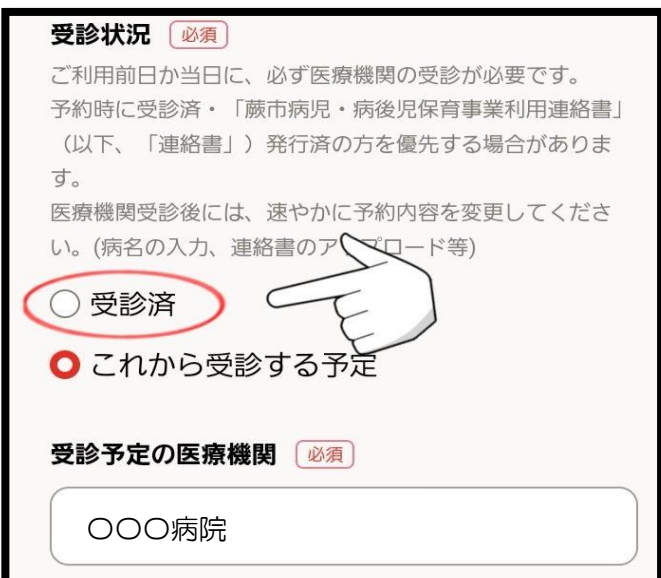 受診状況 必須
ご利用前日か当日に、必ず医療機関の受診が必要です。
予約時に受診済・「蕨市病児・病後児保育事業利用連絡書」
（以下、「連絡書」）発行済の方を優先する場合がありま
す。
医療機関受診後には、速やかに予約内容を変更してくださ
い。(病名の入力、連絡書のアップロード等)
受診済
これから受診する予定
受診予定の医療機関 必須
〇〇〇病院